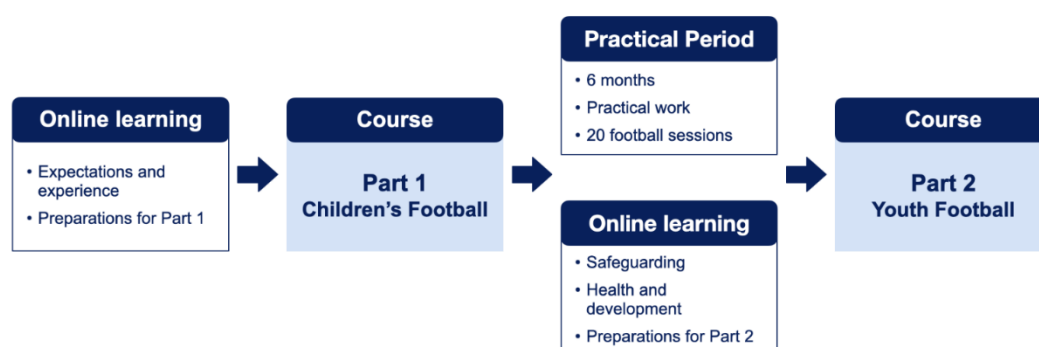 Online learning
• Expectations and
experience
• Preparations for Part 1
Course
Part 1
Children's Football
Practical Period
• 6 months
• Practical work
• 20 football sessions
Online learning
• Safeguarding
• Health and
development
• Preparations for Part 2
Course
Part 2
Youth Football